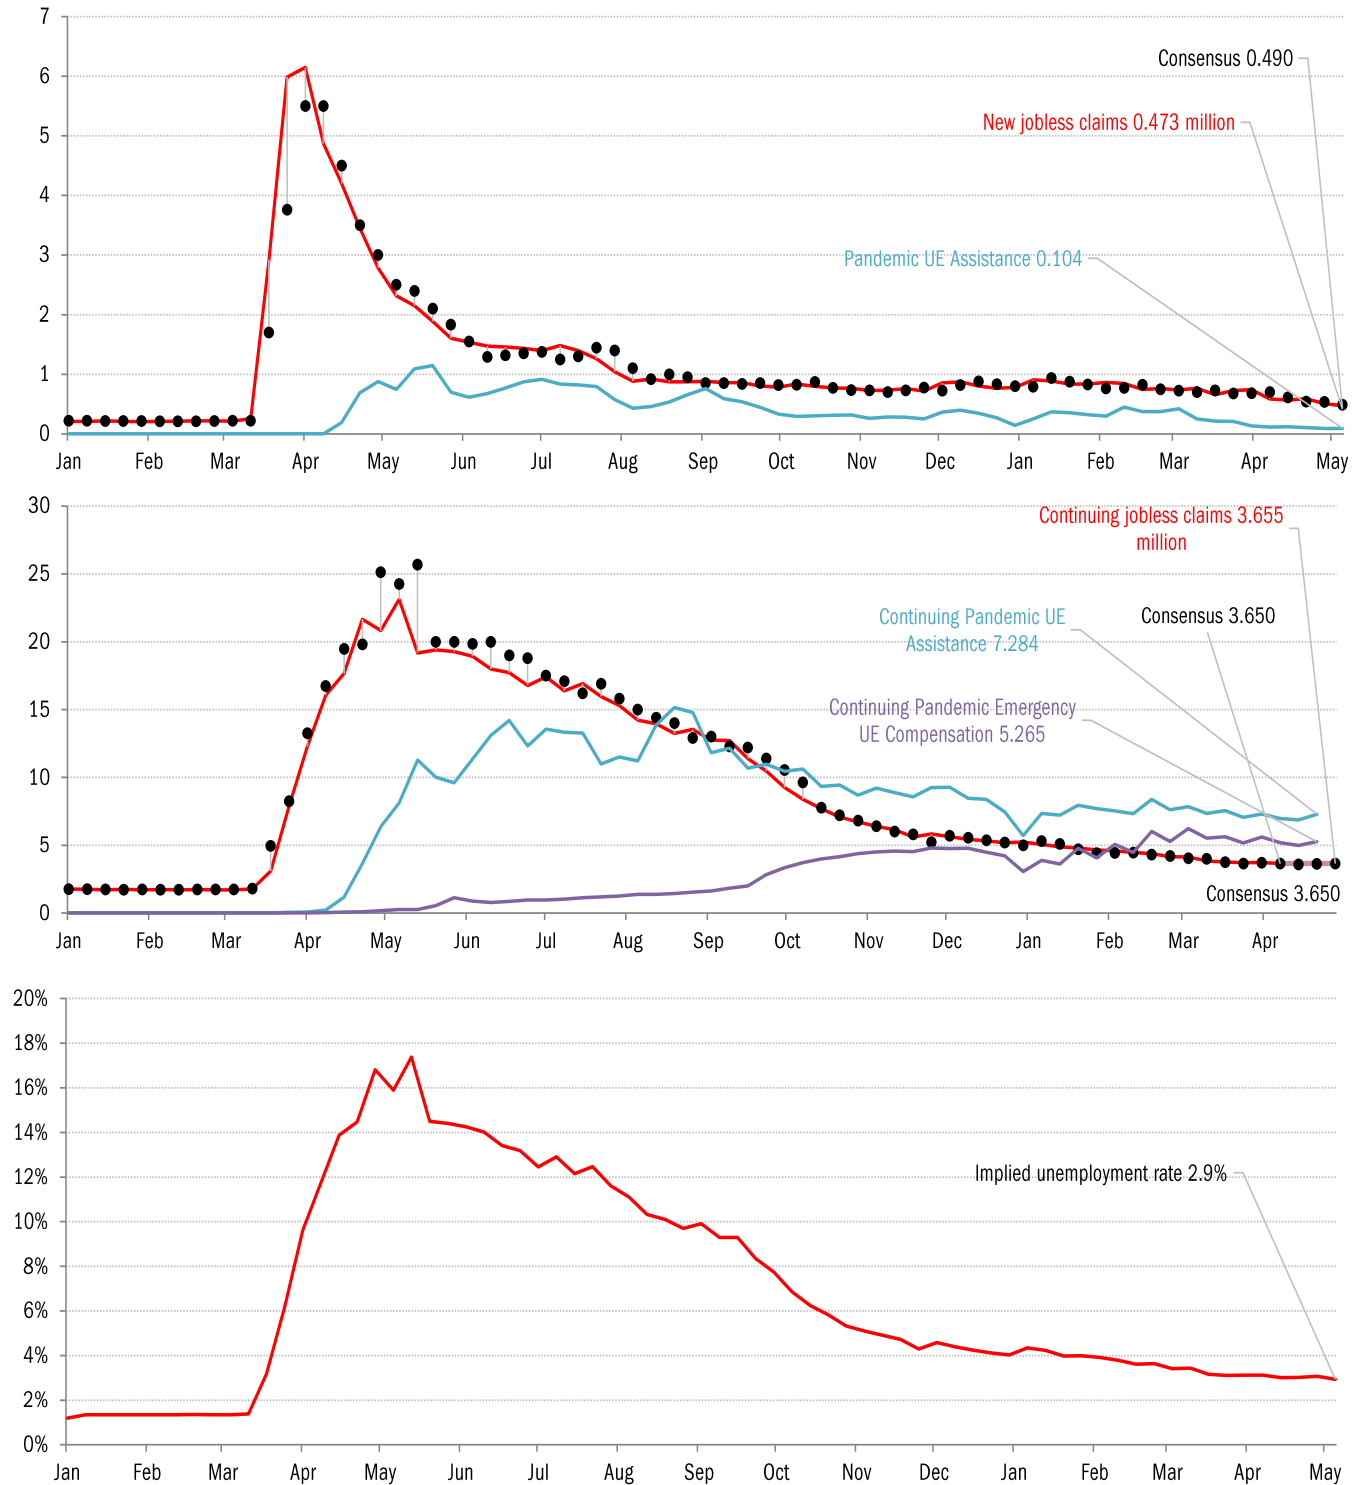 7
6
5
4
3
2
1
0
Consensus 0.490
New jobless claims 0.473 million
Pandemic UE Assistance 0.104
Jan Feb Mar Apr May Jun Jul Aug Sep Oct Nov Dec Jan Feb Mar Apr May
30
25
20
15
10
5
0
Continuing jobless claims 3.655
million
Continuing Pandemic UE
Assistance 7.284
Consensus 3.650
Continuing Pandemic Emergency
UE Compensation 5.265
Consensus 3.650
Jan Feb Mar Apr May Jun Jul Aug Sep Oct Nov Dec Jan Feb Mar Apr
20%
18%
16%
14%
12%
10%
8%
6%
4%
2%
0%
Implied unemployment rate 2.9%
Jan Feb Mar Apr May Jun Jul Aug Sep Oct Nov Dec Jan Feb Mar Apr May